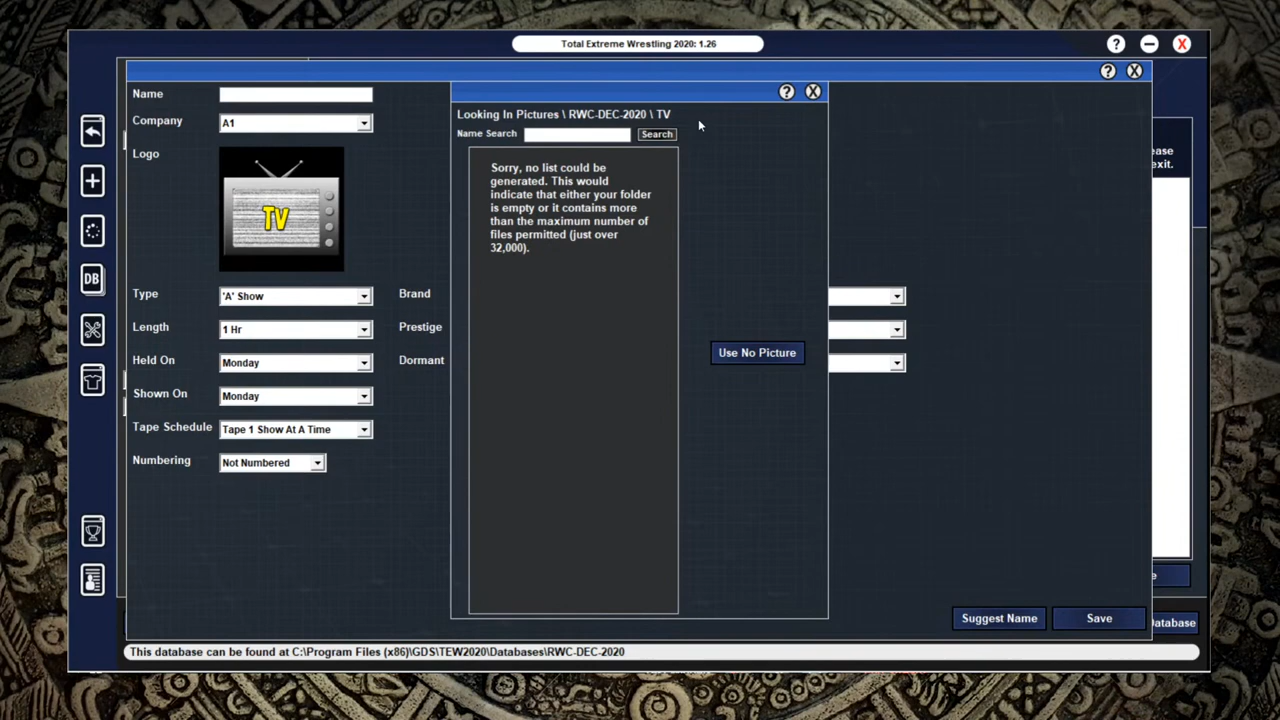 Total Extreme Wrestling 2020: 1.26
?
X
?
X
Name
Company
A1
Logo
TV
Type
'A' Show
Brand
Length
1 Hr
Prestige
Held On
Monday
Dormant
Shown On
Monday
Tape Schedule
Tape 1 Show At A Time
Numbering
Not Numbered
?
X
Looking In Pictures \ RWC-DEC-2020 \ TV
Name Search
Search
Sorry, no list could be
generated. This would
indicate that either your folder
is empty or it contains more
than the maximum number of
files permitted (just over
32,000).
Use No Picture
DB
ase
exit.
e
Suggest Name
Save
Database
This database can be found at C:\Program Files (x86)\GDS\TEW2020\Databases\RWC-DEC-2020